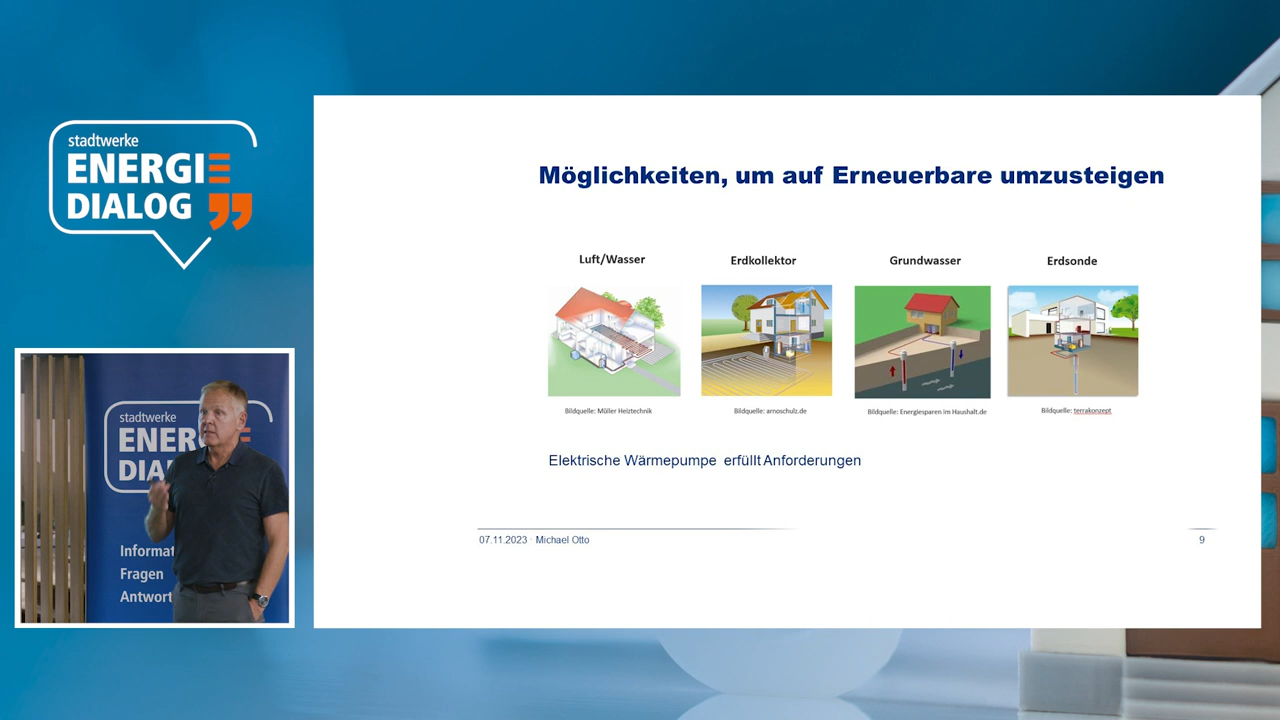 stadtwerke
ENERGIE
DIALOG
Möglichkeiten, um auf Erneuerbare umzusteigen
Luft/Wasser
Erdkollektor
Grundwasser
Erdsonde
Bildquelle: Müller Heiztechnik
Bildquelle: arnoschulz.de
Bildquelle: Energiesparen im Haushalt.de
Bildquelle: terrakonzept
Elektrische Wärmepumpe erfüllt Anforderungen
07.11.2023 · Michael Otto
9
stadtwerke
ENER
DIA
Informat
Fragen
Antwort